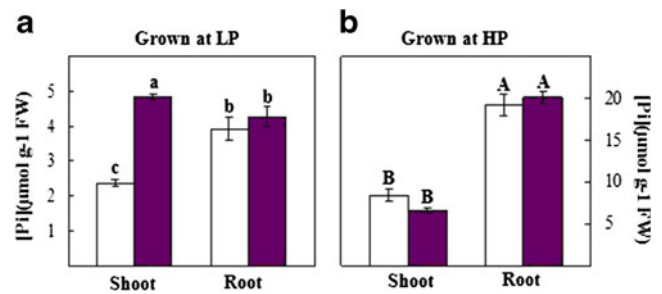 a
b
Grown at LP
Grown at HP
[Pi](µmol g-1 FW)
5
4
3
2
1
c
a
b
b
Shoot
Root
B
B
A
A
Shoot
Root
20
15
10
5
[Pi](µmol g-1 FW)